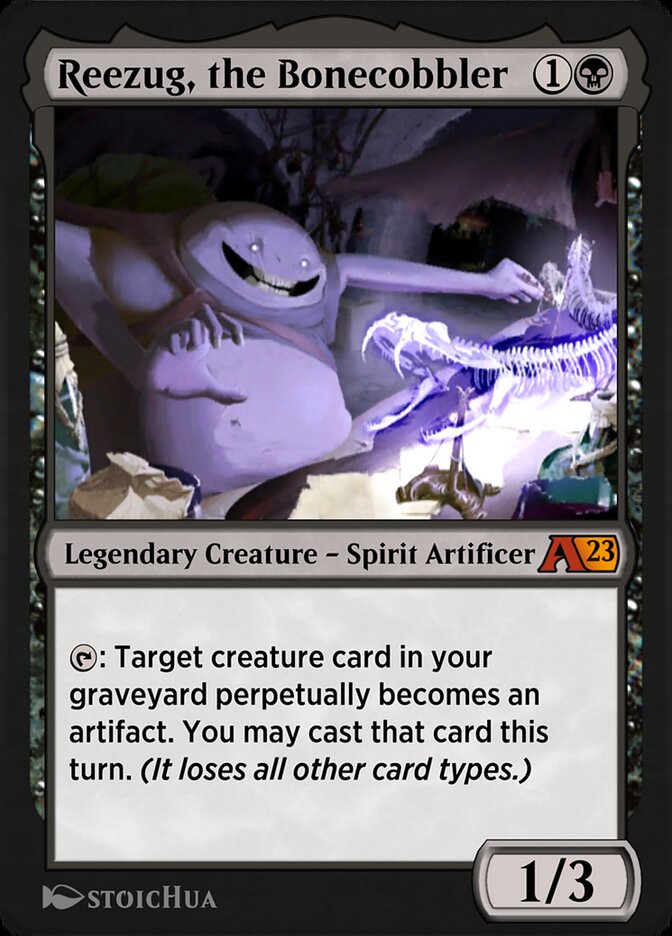 Reezug, the Bonecobbler 1
Legendary Creature – Spirit Artificer A23
: Target creature card in your
graveyard perpetually becomes an
artifact. You may cast that card this
turn. (It loses all other card types.)
1/3
StoicHua